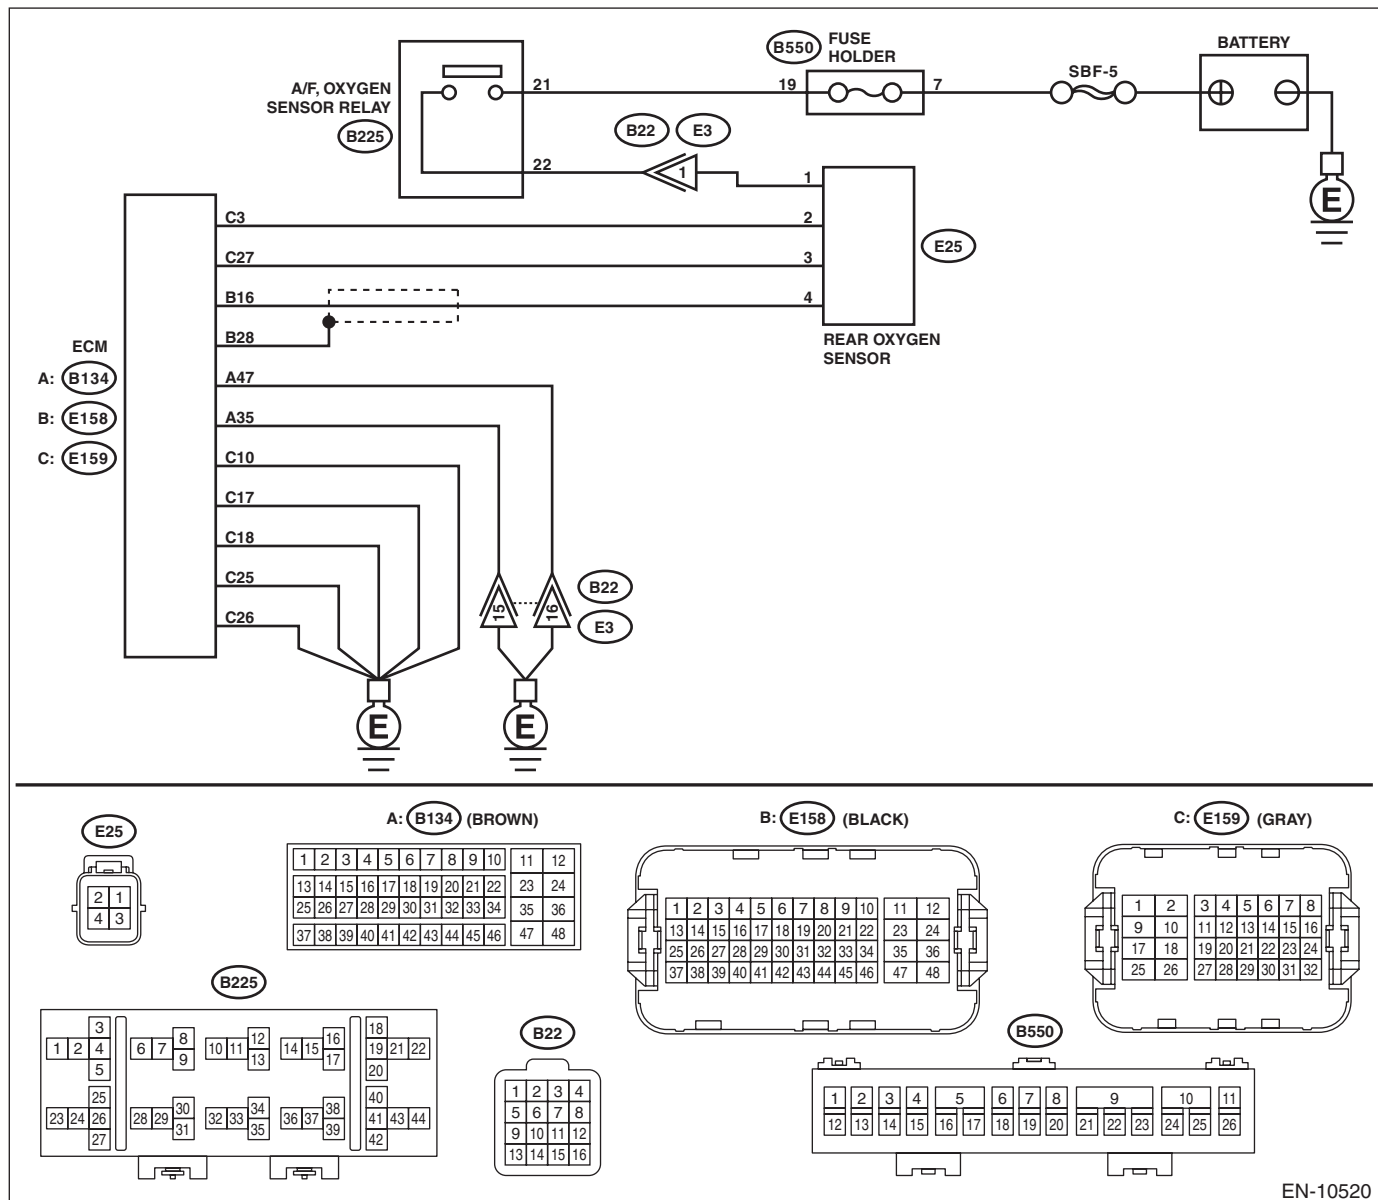 B550 FUSE HOLDER
BATTERY
SBF-5
A/F, OXYGEN SENSOR RELAY
B225
21
19
7
B22 E3
22
1
1
E
C3
2
C27
3
E25
B16
4
B28
REAR OXYGEN SENSOR
ECM
A: B134
B: E158
C: E159
A47
A35
C10
C17
C18
C25
C26
15
16
B22
E3
E
E
E25
2 1
4 3
A: B134 (BROWN)
1 2 3 4 5 6 7 8 9 10 11 12
13 14 15 16 17 18 19 20 21 22 23 24
25 26 27 28 29 30 31 32 33 34 35 36
37 38 39 40 41 42 43 44 45 46 47 48
B: E158 (BLACK)
1 2 3 4 5 6 7 8 9 10 11 12
13 14 15 16 17 18 19 20 21 22 23 24
25 26 27 28 29 30 31 32 33 34 35 36
37 38 39 40 41 42 43 44 45 46 47 48
C: E159 (GRAY)
1 2 3 4 5 6 7 8
9 10 11 12 13 14 15 16
17 18 19 20 21 22 23 24
25 26 27 28 29 30 31 32
B225
3 8 12 16 18
1 2 4 6 7 10 11 14 15 19 21 22
5 9 13 17 20
25 30 34 38 40
23 24 26 28 29 32 33 36 37 41 43 44
27 31 35 39 42
B22
1 2 3 4
5 6 7 8
9 10 11 12
13 14 15 16
B550
1 2 3 4 5 6 7 8 9 10 11
12 13 14 15 16 17 18 19 20 21 22 23 24 25 26
EN-10520